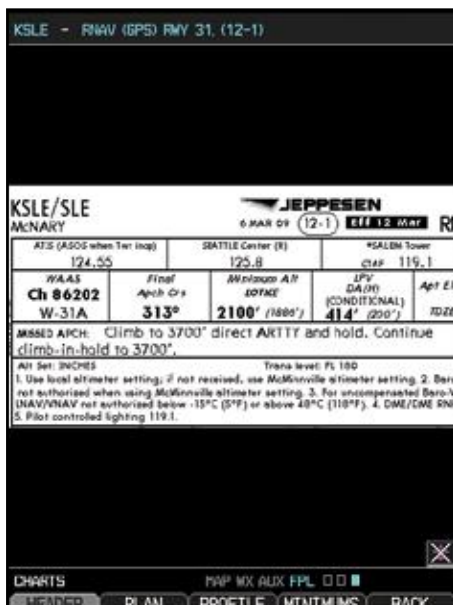 KSLE - RNAV (GPS) RWY 31, (12-1)
KSLE/SLE
McNARY
JEPPESEN
6 MAR 09 12-1 Eff 12 Mar
ATIS (ASOS when Twr inop)
124.55
SEATTLE Center (R)
125.8
*SALEM Tower
CTAF 119.1
WAAS
Ch 86202
W-31A
Final
Apch Crs
313°
Minimum Alt
2100' (1886')
LPV
DA(H)
(CONDITIONAL)
414' (200')
Apt El
TDZE
MISSED APCH: Climb to 3700' direct ARTTY and hold. Continue
climb-in-hold to 3700'.
Alt Set: INCHES Trans level: FL 180
1. Use local altimeter setting; if not received, use McMinnville altimeter setting. 2. Baro
not authorized when using McMinnville altimeter setting. 3. For uncompensated Baro-V
LNAV/VNAV not authorized below -15°C (5°F) or above 48°C (118°F). 4. DME/DME RN
5. Pilot controlled lighting 119.1.
CHARTS MAP WX AUX FPL
HEADER PLAN PROFILE MINIMUMS BACK